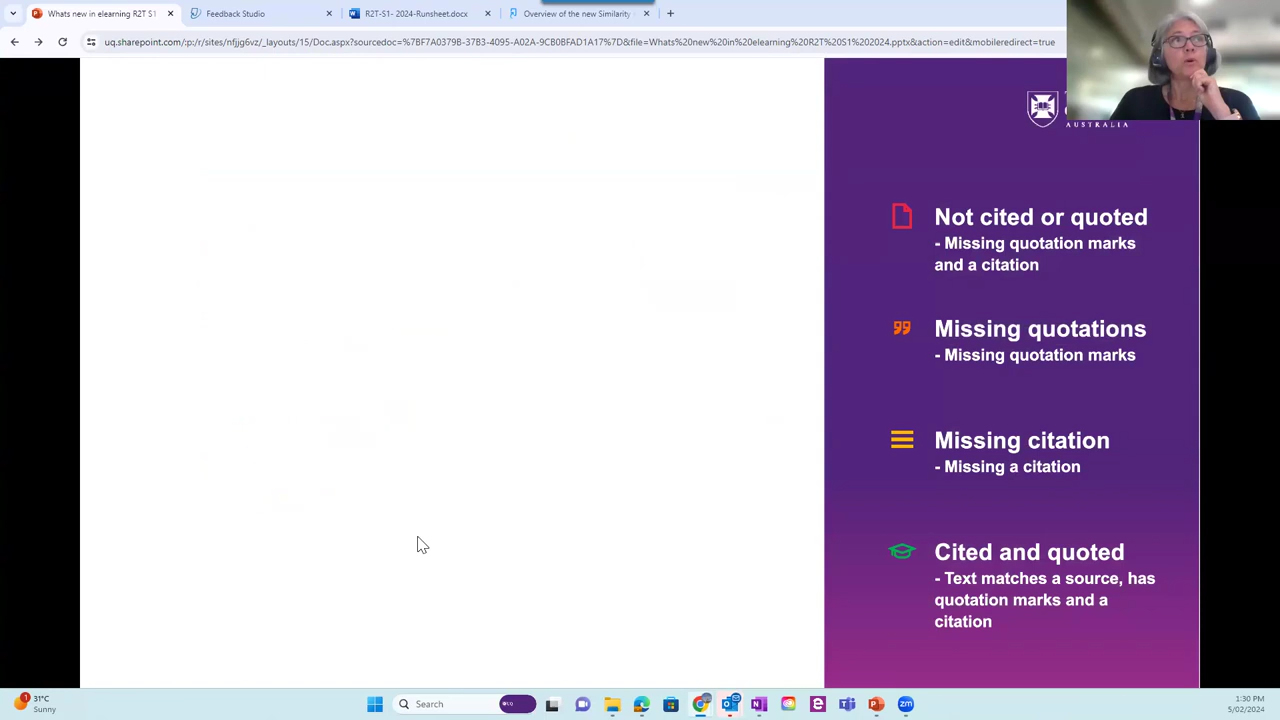 Whats new in elearning R2T S1
Feedback Studio
R2T-S1- 2024-Runsheet.docx
Overview of the new Similarity
uq.sharepoint.com/:p:/r/sites/nfjjg6vz/_layouts/15/Doc.aspx?sourcedoc=%7BF7A0379B-37B3-4095-A02A-9CB0BFAD1A17%7D&file=Whats%20new%20in%20elearning%20R2T%20S1%202024.pptx&action=edit&mobileredirect=true
AUSTRALIA
Not cited or quoted
- Missing quotation marks
and a citation
Missing quotations
- Missing quotation marks
Missing citation
- Missing a citation
Cited and quoted
- Text matches a source, has
quotation marks and a
citation
1
31°C
Sunny
Search
1:30 PM
5/02/2024